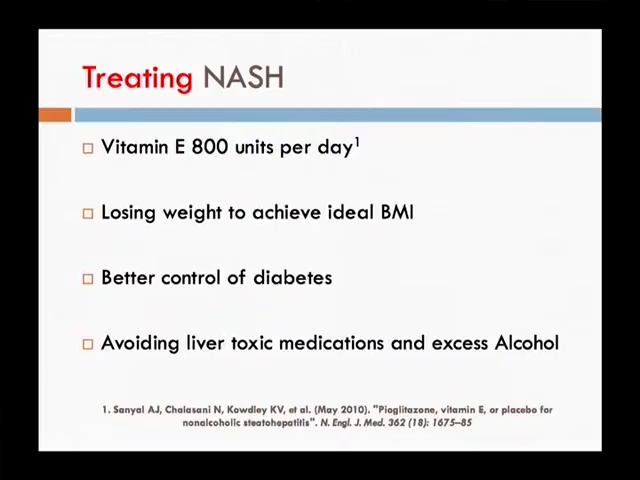 Treating NASH
Vitamin E 800 units per day¹
Losing weight to achieve ideal BMI
Better control of diabetes
Avoiding liver toxic medications and excess Alcohol
1. Sanyal AJ, Chalasani N, Kowdley KV, et al. (May 2010). "Pioglitazone, vitamin E, or placebo for
nonalcoholic steatohepatitis". N. Engl. J. Med. 362 (18): 1675–85